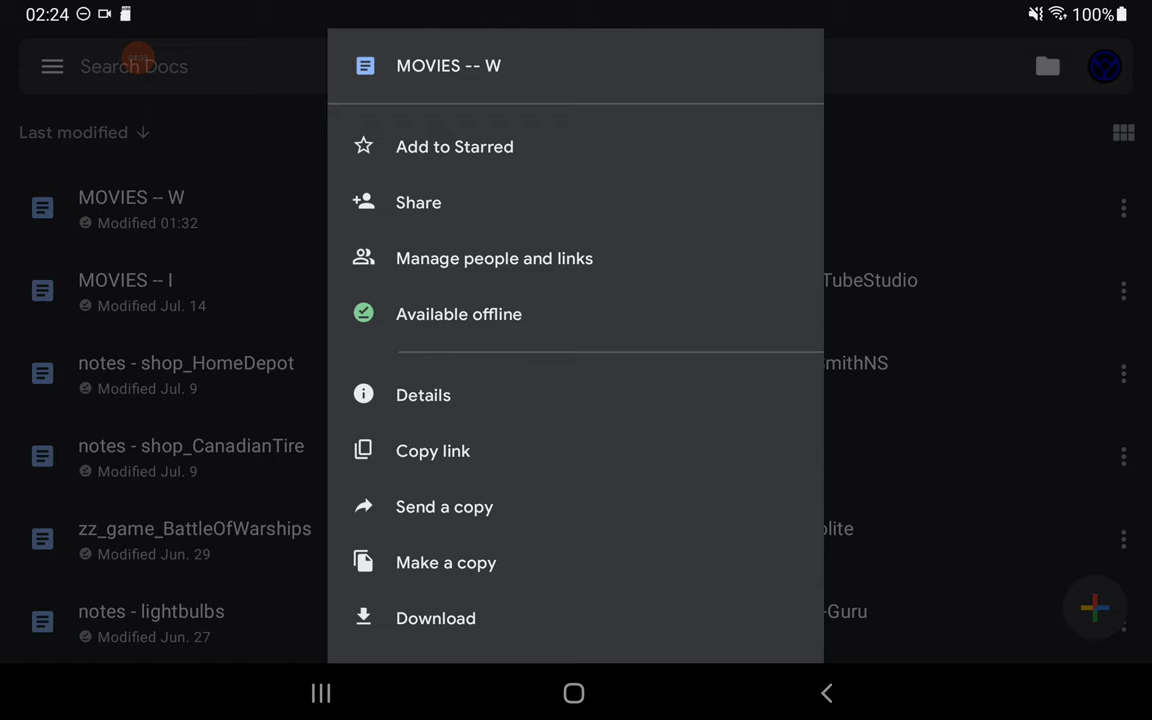 02:24
100%
MOVIES -- W
Search Docs
Last modified
Add to Starred
Share
Manage people and links
Available offline
Details
Copy link
Send a copy
Make a copy
Download
MOVIES -- W
Modified 01:32
MOVIES -- I
Modified Jul. 14
TubeStudio
notes - shop_HomeDepot
Modified Jul. 9
mithNS
notes - shop_CanadianTire
Modified Jul. 9
zz_game_BattleOfWarships
Modified Jun. 29
olite
notes - lightbulbs
Modified Jun. 27
-Guru